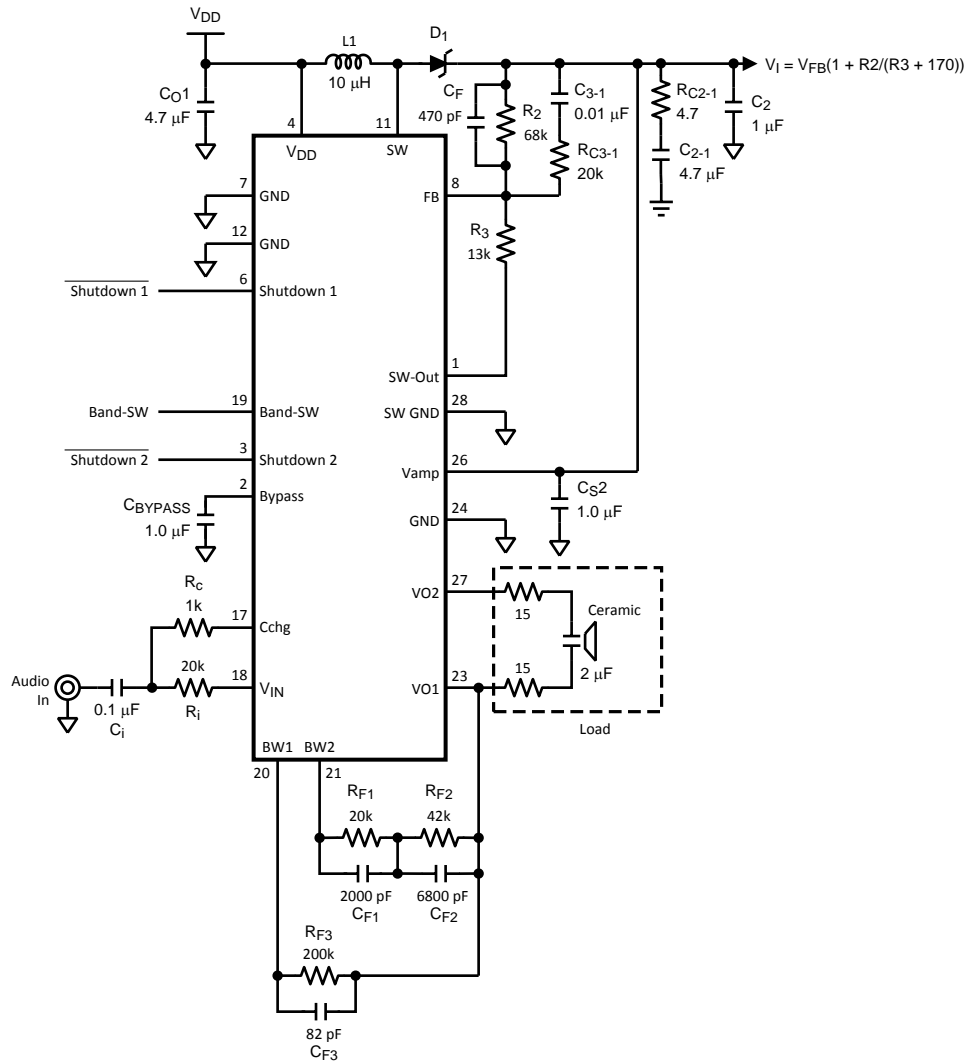 VDD
L1
10 µH
D1
VI = VFB(1 + R2/(R3 + 170))
CO1
4.7 µF
CF
470 pF
R2
68k
C3-1
0.01 µF
RC3-1
20k
RC2-1
4.7
C2-1
4.7 µF
C2
1 µF
4
VDD
11
SW
7
GND
12
GND
8
FB
R3
13k
6
Shutdown 1
Shutdown 1
1
SW-Out
19
Band-SW
Band-SW
28
SW GND
3
Shutdown 2
Shutdown 2
26
Vamp
2
Bypass
CBYPASS
1.0 µF
CS2
1.0 µF
24
GND
27
VO2
15
Ceramic
2 µF
15
23
VO1
Load
Rc
1k
17
Cchg
Audio
In
0.1 µF
Ci
20k
Ri
18
VIN
BW1
BW2
20
21
RF1
20k
RF2
42k
2000 pF
CF1
6800 pF
CF2
RF3
200k
82 pF
CF3